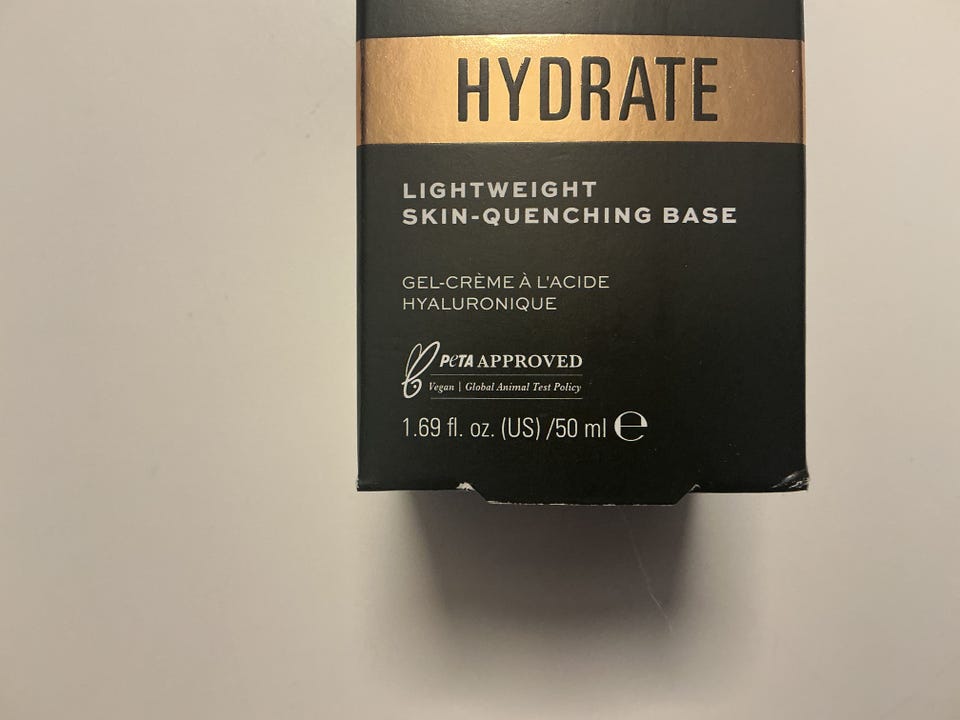 HYDRATE
LIGHTWEIGHT
SKIN-QUENCHING BASE
GEL-CRÈME À L'ACIDE
HYALURONIQUE
PeTA APPROVED
Vegan | Global Animal Test Policy
1.69 fl. oz. (US) /50 ml ℮